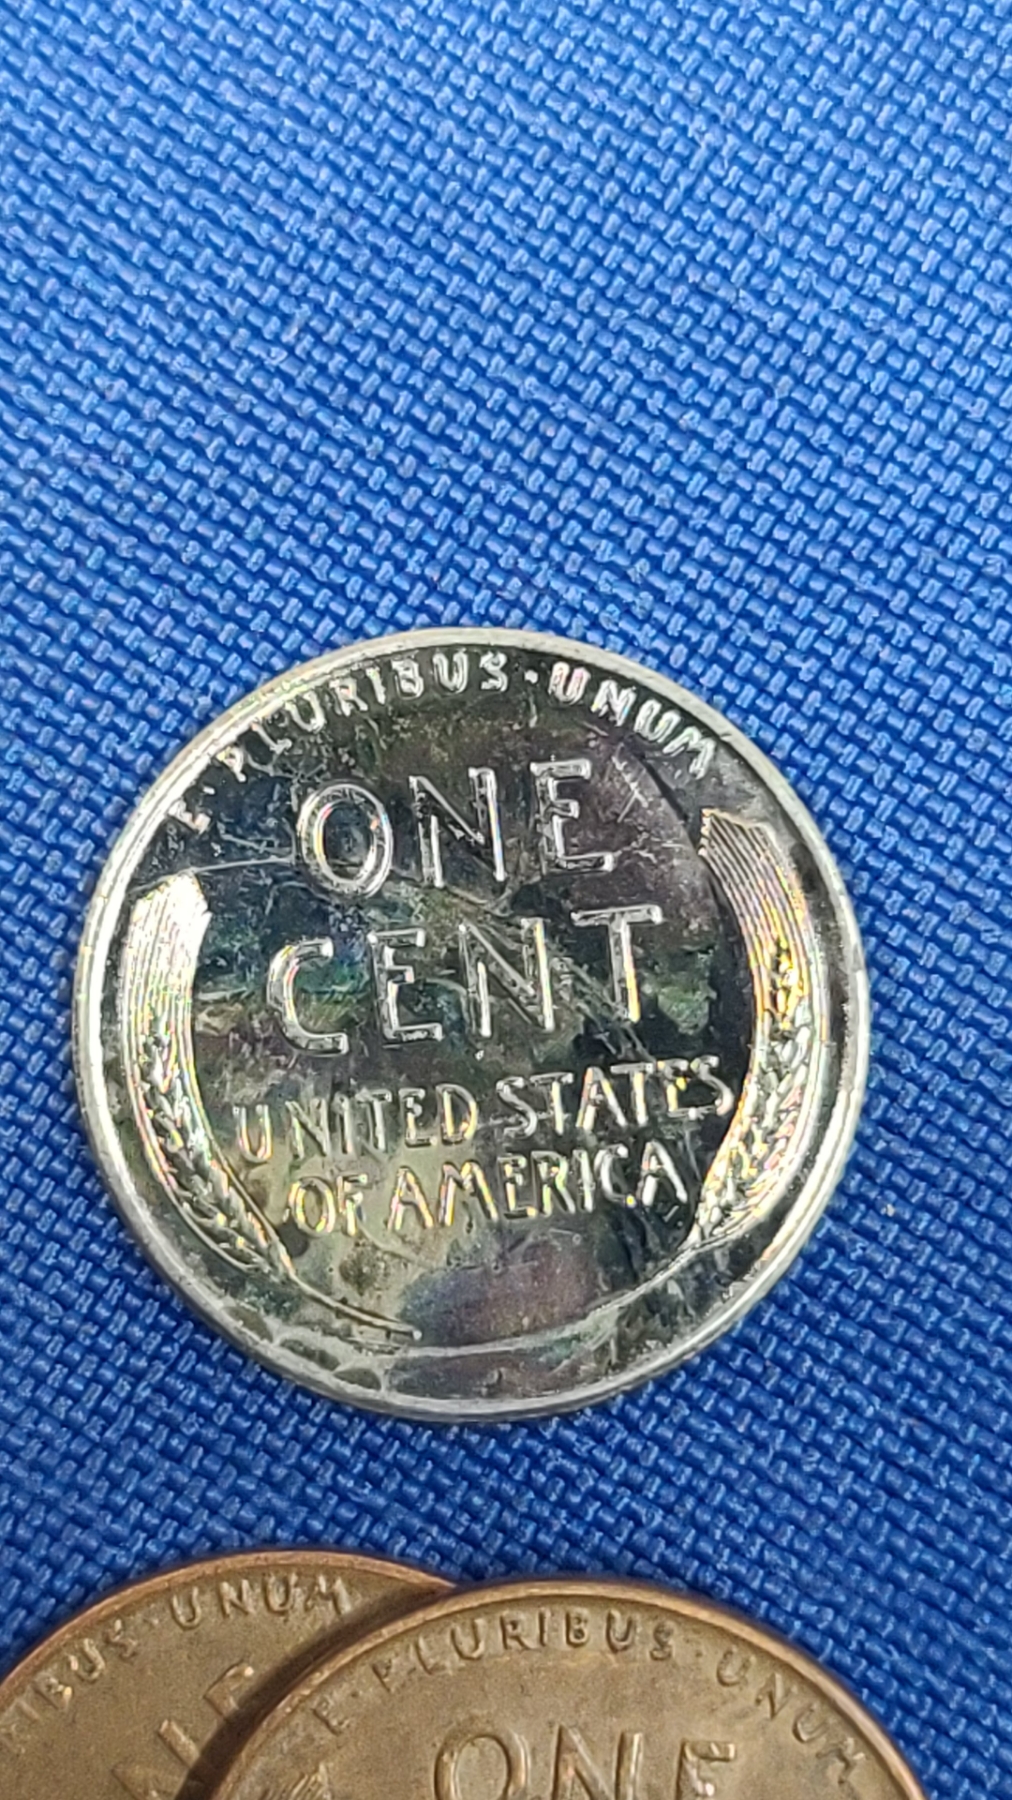 E·PLURIBUS·UNUM
ONE
CENT
UNITED STATES
OF AMERICA
UNUM
E·PLURIBUS·UNUM
ONE